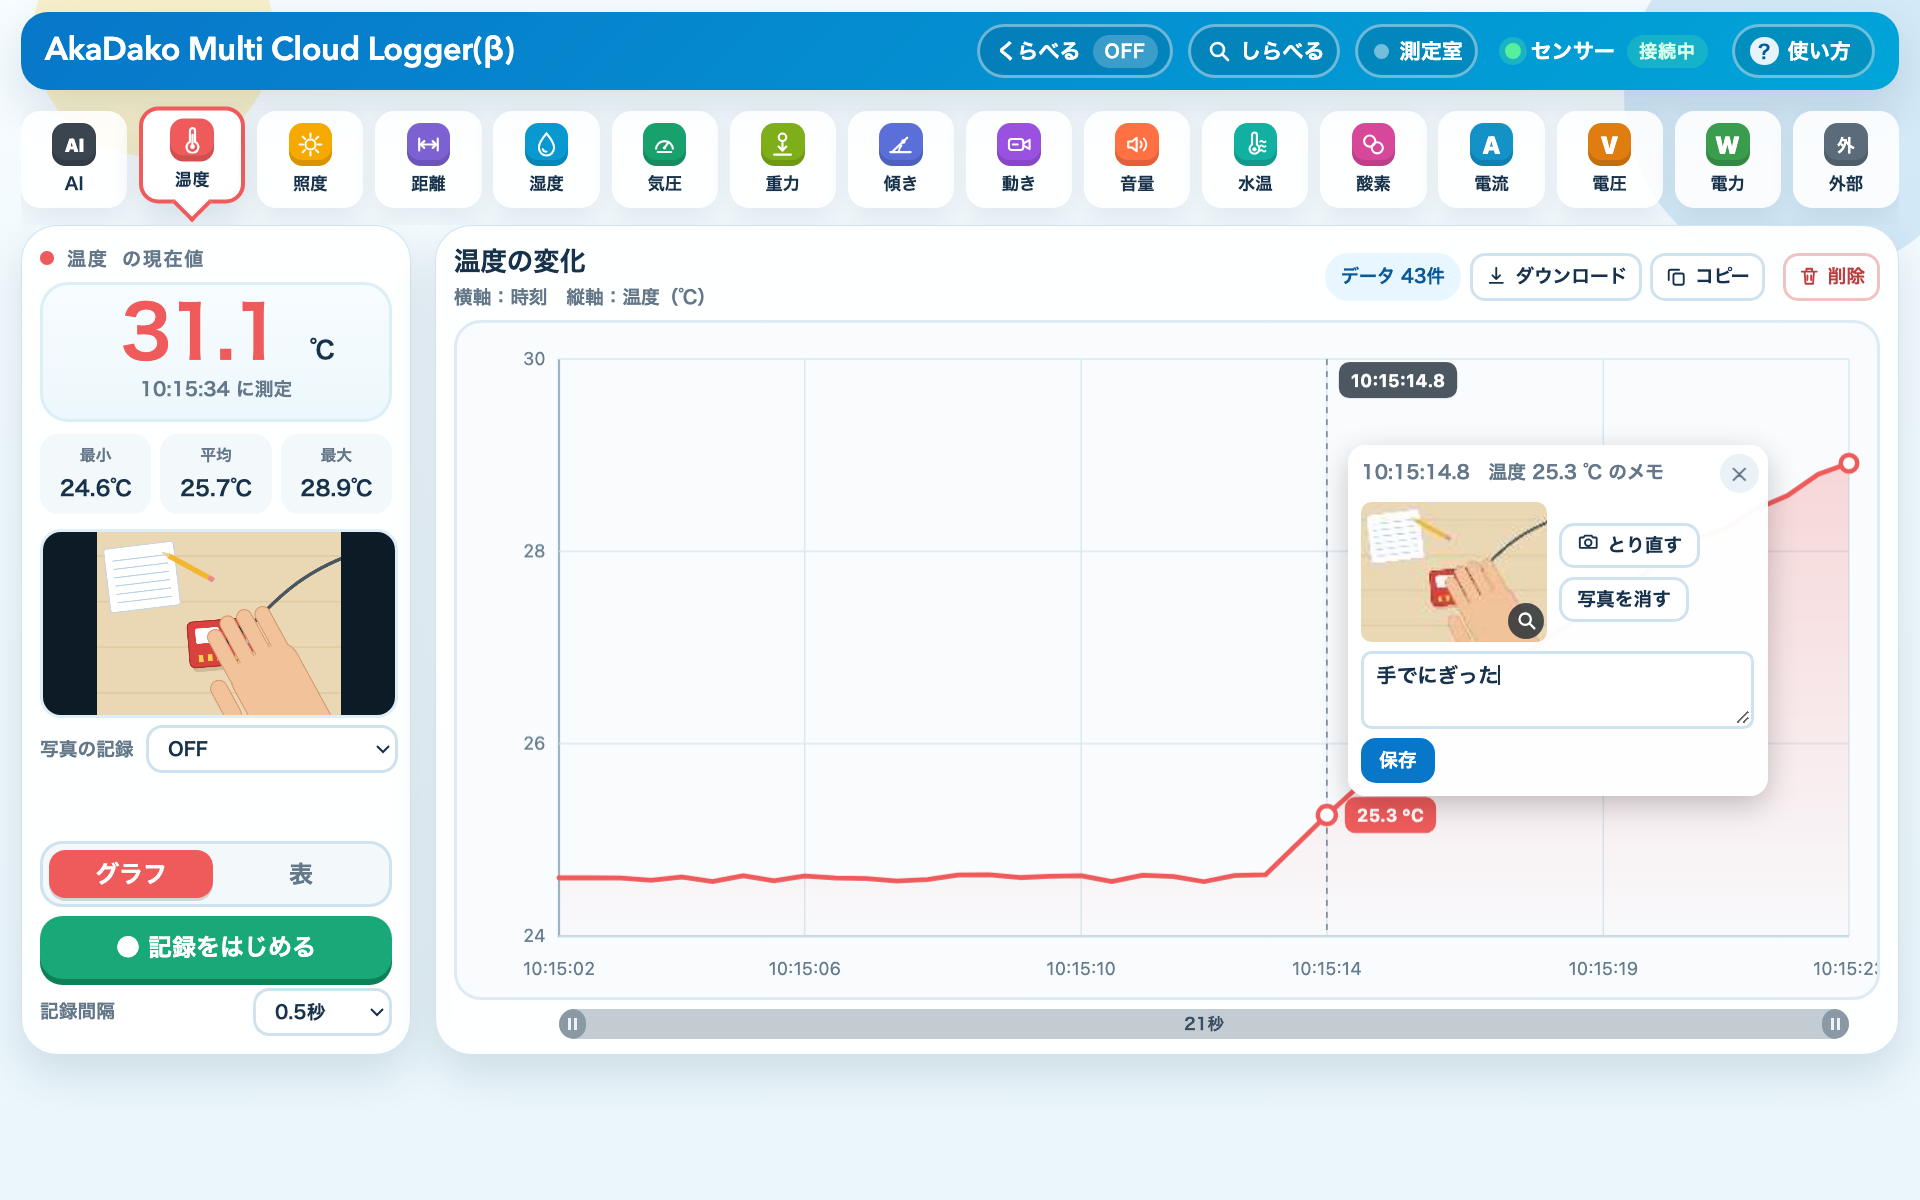 AkaDako Multi Cloud Logger(β)
くらべる OFF
しらべる
測定室
センサー 接続中
? 使い方
AI AI
温度
照度
距離
湿度
気圧
重力
傾き
動き
音量
水温
酸素
A 電流
V 電圧
W 電力
外 外部
温度 の現在値
31.1 ℃
10:15:34 に測定
最小 平均 最大
24.6℃ 25.7℃ 28.9℃
写真の記録 OFF
グラフ 表
記録をはじめる
記録間隔 0.5秒
温度の変化
横軸：時刻 縦軸：温度（℃）
データ 43件
ダウンロード
コピー
削除
30
28
26
24
10:15:14.8
10:15:14.8 温度 25.3 ℃ のメモ
とり直す
写真を消す
手でにぎった
保存
25.3 ℃
10:15:02 10:15:06 10:15:10 10:15:14 10:15:19
21秒